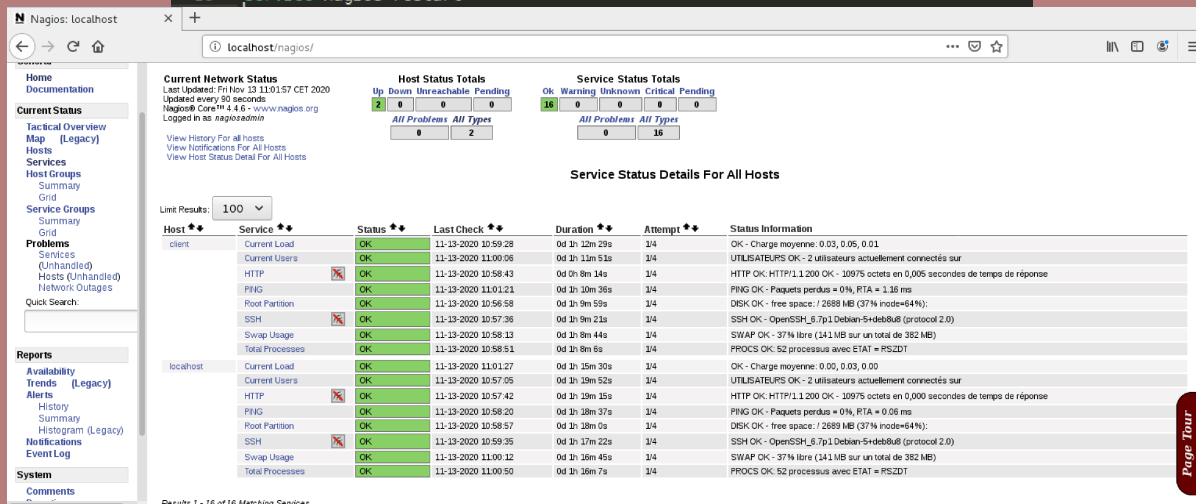 Nagios: localhost
localhost/nagios/
Home
Documentation
Current Status
Tactical Overview
Map (Legacy)
Hosts
Services
Host Groups
Summary
Grid
Service Groups
Summary
Grid
Problems
Services
(Unhandled)
Hosts (Unhandled)
Network Outages
Quick Search:
Reports
Availability
Trends (Legacy)
Alerts
History
Summary
Histogram (Legacy)
Notifications
Event Log
System
Comments
Current Network Status
Last Updated: Fri Nov 13 11:01:57 CET 2020
Updated every 90 seconds
Nagios® Core™ 4.4.6 - www.nagios.org
Logged in as nagiosadmin
View History For all hosts
View Notifications For All Hosts
View Host Status Detail For All Hosts
Host Status Totals
Up Down Unreachable Pending
2 0 0 0
All Problems All Types
0 2
Service Status Totals
Ok Warning Unknown Critical Pending
16 0 0 0 0
All Problems All Types
0 16
Service Status Details For All Hosts
Limit Results: 100
Host Service Status Last Check Duration Attempt Status Information
client Current Load OK 11-13-2020 10:59:28 0d 1h 12m 29s 1/4 OK - Charge moyenne: 0.03, 0.05, 0.01
Current Users OK 11-13-2020 11:00:06 0d 1h 11m 51s 1/4 UTILISATEURS OK - 2 utilisateurs actuellement connectés sur
HTTP OK 11-13-2020 10:58:43 0d 0h 8m 14s 1/4 HTTP OK: HTTP/1.1 200 OK - 10975 octets en 0,005 secondes de temps de réponse
PING OK 11-13-2020 11:01:21 0d 1h 10m 36s 1/4 PING OK - Paquets perdus = 0%, RTA = 1.16 ms
Root Partition OK 11-13-2020 10:56:58 0d 1h 9m 59s 1/4 DISK OK - free space: / 2688 MB (37% inode=64%):
SSH OK 11-13-2020 10:57:36 0d 1h 9m 21s 1/4 SSH OK - OpenSSH_6.7p1 Debian-5+deb8u8 (protocol 2.0)
Swap Usage OK 11-13-2020 10:58:13 0d 1h 8m 44s 1/4 SWAP OK - 37% libre (141 MB sur un total de 382 MB)
Total Processes OK 11-13-2020 10:58:51 0d 1h 8m 6s 1/4 PROCS OK: 52 processus avec ETAT = RSZDT
localhost Current Load OK 11-13-2020 11:01:27 0d 1h 15m 30s 1/4 OK - Charge moyenne: 0.00, 0.03, 0.00
Current Users OK 11-13-2020 10:57:05 0d 1h 19m 52s 1/4 UTILISATEURS OK - 2 utilisateurs actuellement connectés sur
HTTP OK 11-13-2020 10:57:42 0d 1h 19m 15s 1/4 HTTP OK: HTTP/1.1 200 OK - 10975 octets en 0,000 secondes de temps de réponse
PING OK 11-13-2020 10:58:20 0d 1h 18m 37s 1/4 PING OK - Paquets perdus = 0%, RTA = 0.06 ms
Root Partition OK 11-13-2020 10:58:57 0d 1h 18m 0s 1/4 DISK OK - free space: / 2689 MB (37% inode=64%):
SSH OK 11-13-2020 10:59:35 0d 1h 17m 22s 1/4 SSH OK - OpenSSH_6.7p1 Debian-5+deb8u8 (protocol 2.0)
Swap Usage OK 11-13-2020 11:00:12 0d 1h 16m 45s 1/4 SWAP OK - 37% libre (141 MB sur un total de 382 MB)
Total Processes OK 11-13-2020 11:00:50 0d 1h 16m 7s 1/4 PROCS OK: 52 processus avec ETAT = RSZDT
Results 1 - 16 of 16 Matching Services
Page Tour